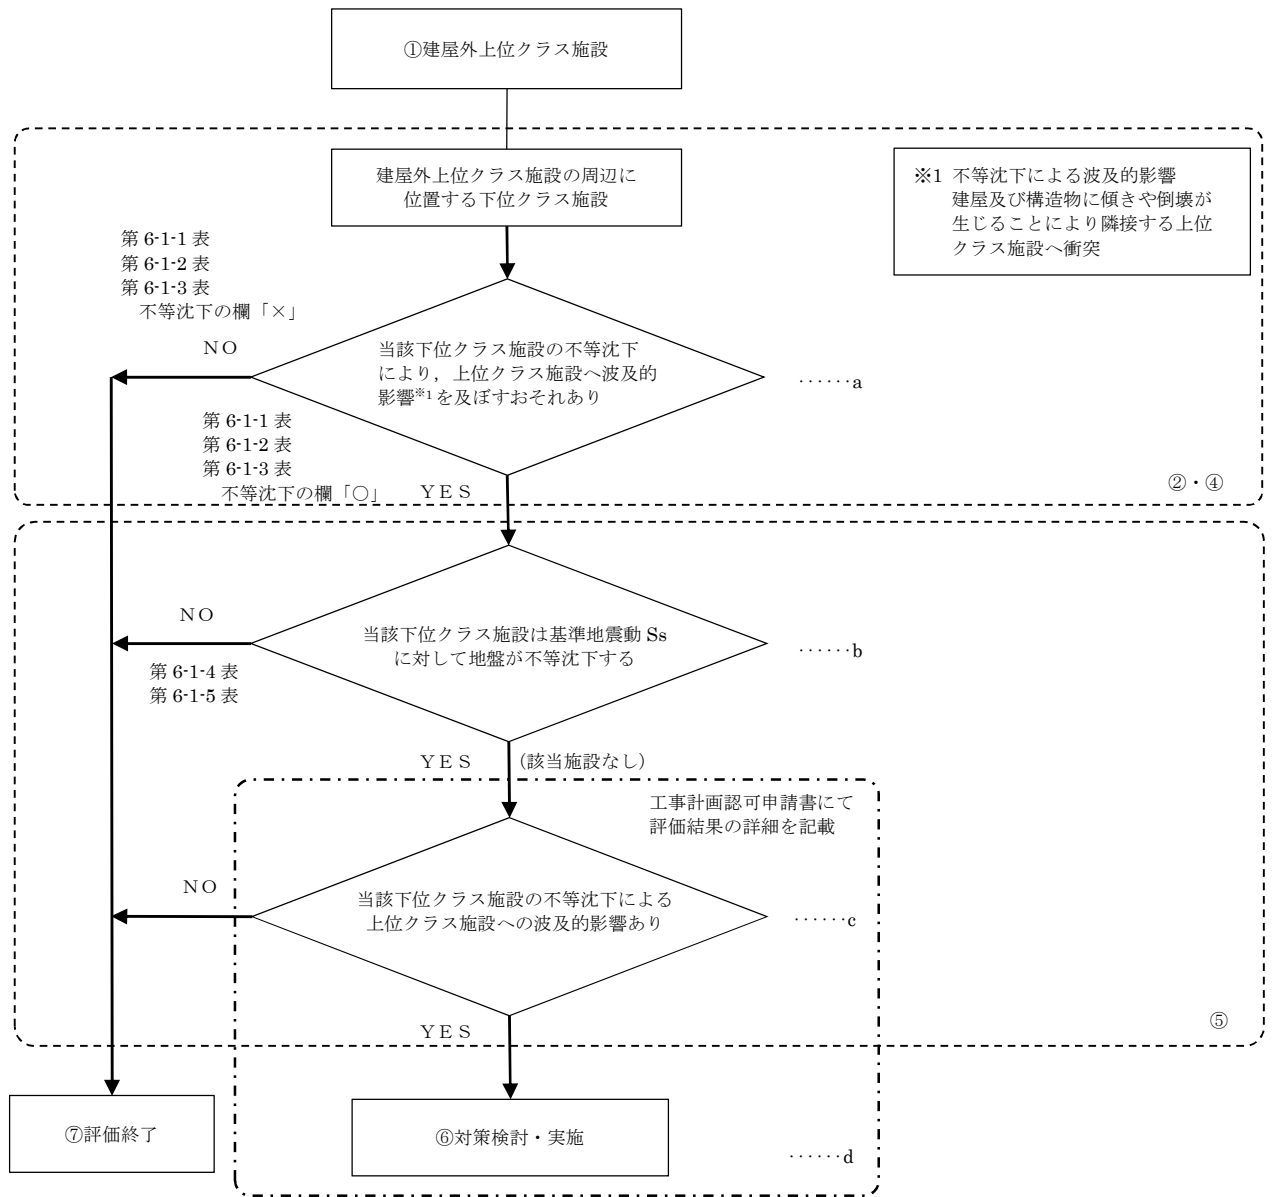 ①建屋外上位クラス施設
建屋外上位クラス施設の周辺に
位置する下位クラス施設
※1 不等沈下による波及的影響
建屋及び構造物に傾きや倒壊が
生じることにより隣接する上位
クラス施設へ衝突
第 6-1-1 表
第 6-1-2 表
第 6-1-3 表
不等沈下の欄「×」
NO
当該下位クラス施設の不等沈下
により，上位クラス施設へ波及的
影響※1を及ぼすおそれあり
······a
第 6-1-1 表
第 6-1-2 表
第 6-1-3 表
不等沈下の欄「○」
YES
②・④
NO
当該下位クラス施設は基準地震動 Ss
に対して地盤が不等沈下する
······b
第 6-1-4 表
第 6-1-5 表
YES （該当施設なし）
工事計画認可申請書にて
評価結果の詳細を記載
NO
当該下位クラス施設の不等沈下による
上位クラス施設への波及的影響あり
······c
YES
⑤
⑦評価終了
⑥対策検討・実施
······d